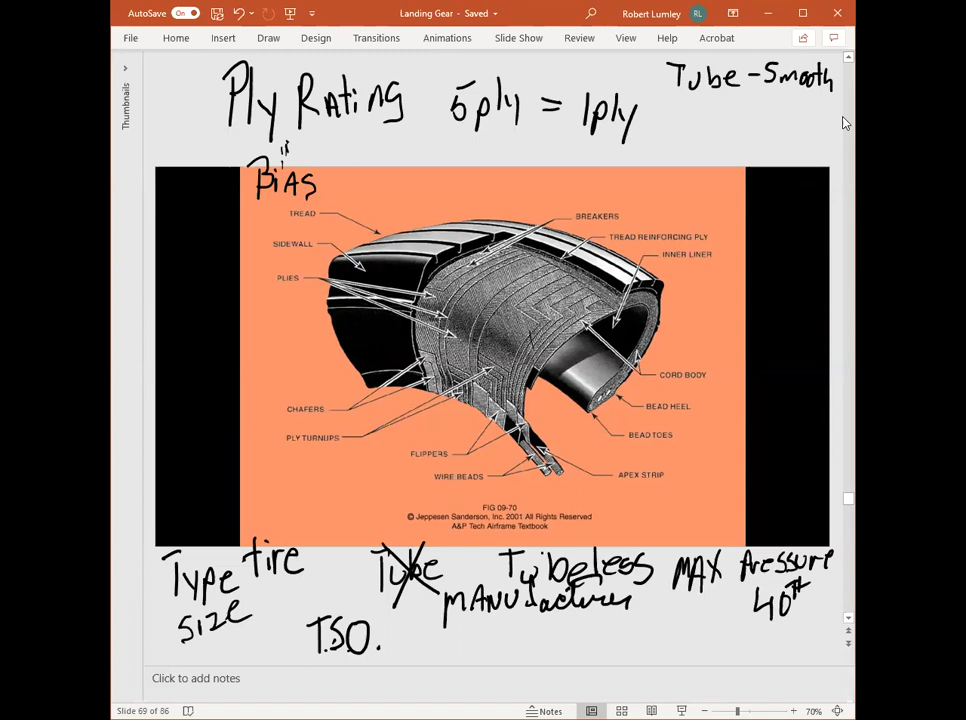 AutoSave On Landing Gear - Saved Robert Lumley RL
File Home Insert Draw Design Transitions Animations Slide Show Review View Help Acrobat
Thumbnails
Tube - Smooth
Ply Rating 5ply = 1ply
Bias
TREAD
SIDEWALL
PLIES
CHAFERS
PLY TURNUPS
FLIPPERS
WIRE BEADS
BREAKERS
TREAD REINFORCING PLY
INNER LINER
CORD BODY
BEAD HEEL
BEAD TOES
APEX STRIP
FIG 09-70
© Jeppesen Sanderson, Inc. 2001 All Rights Reserved
A&P Tech Airframe Textbook
Type tire Tube Tubeless MAX Pressure
size MANUfacturer 40#
T.S.O.
Click to add notes
Slide 69 of 86 Notes 70%